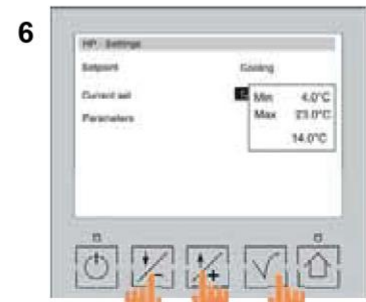 6
HP - Settings
Setpoint Cooling
Current set
Min 4.0°C
Parameters
Max 23.0°C
14.0°C